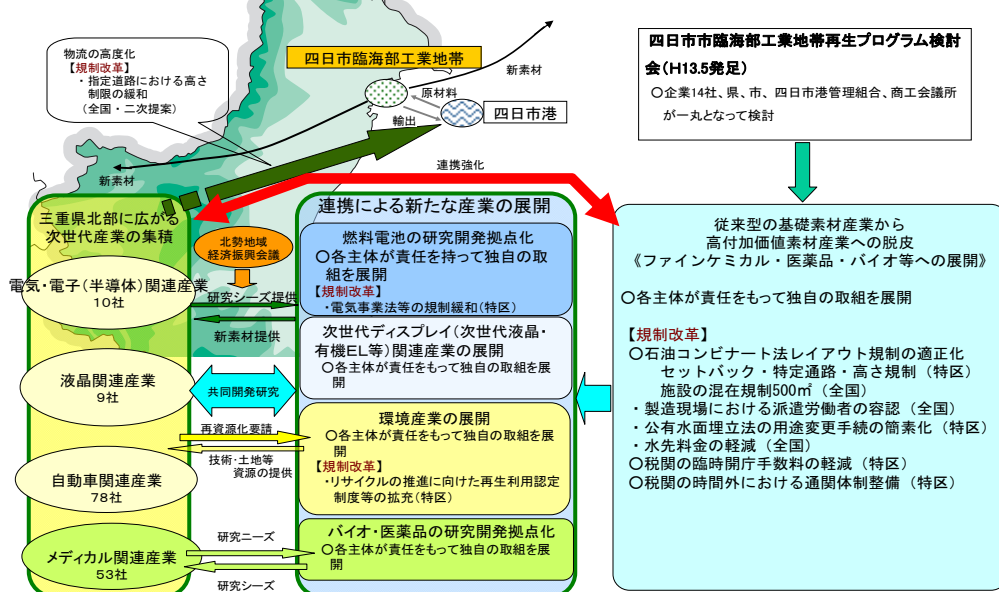 物流の高度化
【規制改革】
・指定道路における高さ
制限の緩和
（全国・二次提案）
四日市市臨海部工業地帯
新素材
原材料
輸出
四日市港
新素材
連携強化
四日市市臨海部工業地帯再生プログラム検討
会（H13.5発足）
○企業14社、県、市、四日市港管理組合、商工会議所
が一丸となって検討
三重県北部に広がる
次世代産業の集積
北勢地域
経済振興会議
電気・電子（半導体）関連産業
10社
液晶関連産業
9社
自動車関連産業
78社
メディカル関連産業
53社
研究シーズ提供
新素材提供
共同開発研究
再資源化要請
技術・土地等
資源の提供
研究ニーズ
研究シーズ
連携による新たな産業の展開
燃料電池の研究開発拠点化
○各主体が責任を持って独自の取
組を展開
【規制改革】
・電気事業法等の規制緩和（特区）
次世代ディスプレイ（次世代液晶・
有機EL等）関連産業の展開
○各主体が責任をもって独自の取組を展
開
環境産業の展開
○各主体が責任をもって独自の取組を展
開
【規制改革】
・リサイクルの推進に向けた再生利用認定
制度等の拡充（特区）
バイオ・医薬品の研究開発拠点化
○各主体が責任をもって独自の取組を展
開
従来型の基礎素材産業から
高付加価値素材産業への脱皮
《ファインケミカル・医薬品・バイオ等への展開》
○各主体が責任をもって独自の取組を展開
【規制改革】
○石油コンビナート法レイアウト規制の適正化
セットバック・特定通路・高さ規制（特区）
施設の混在規制500㎡（全国）
・製造現場における派遣労働者の容認（全国）
・公有水面埋立法の用途変更手続の簡素化（特区）
・水先料金の軽減（全国）
○税関の臨時開庁手数料の軽減（特区）
○税関の時間外における通関体制整備（特区）